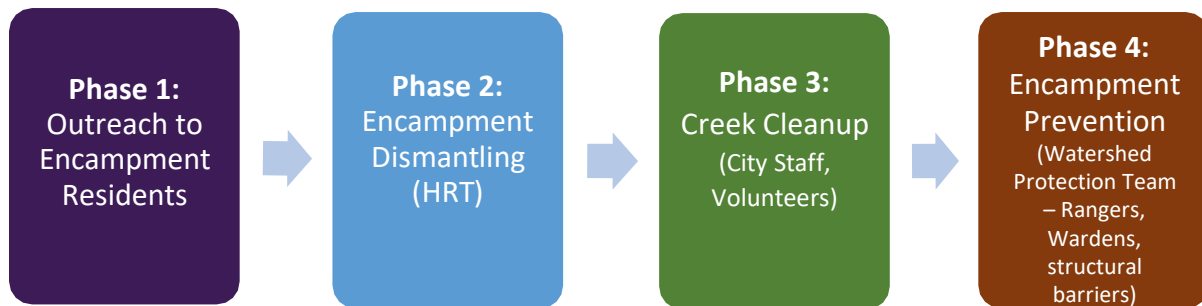 Phase 1:
Outreach to
Encampment
Residents
Phase 2:
Encampment
Dismantling
(HRT)
Phase 3:
Creek Cleanup
(City Staff,
Volunteers)
Phase 4:
Encampment
Prevention
(Watershed
Protection Team
– Rangers,
Wardens,
structural
barriers)